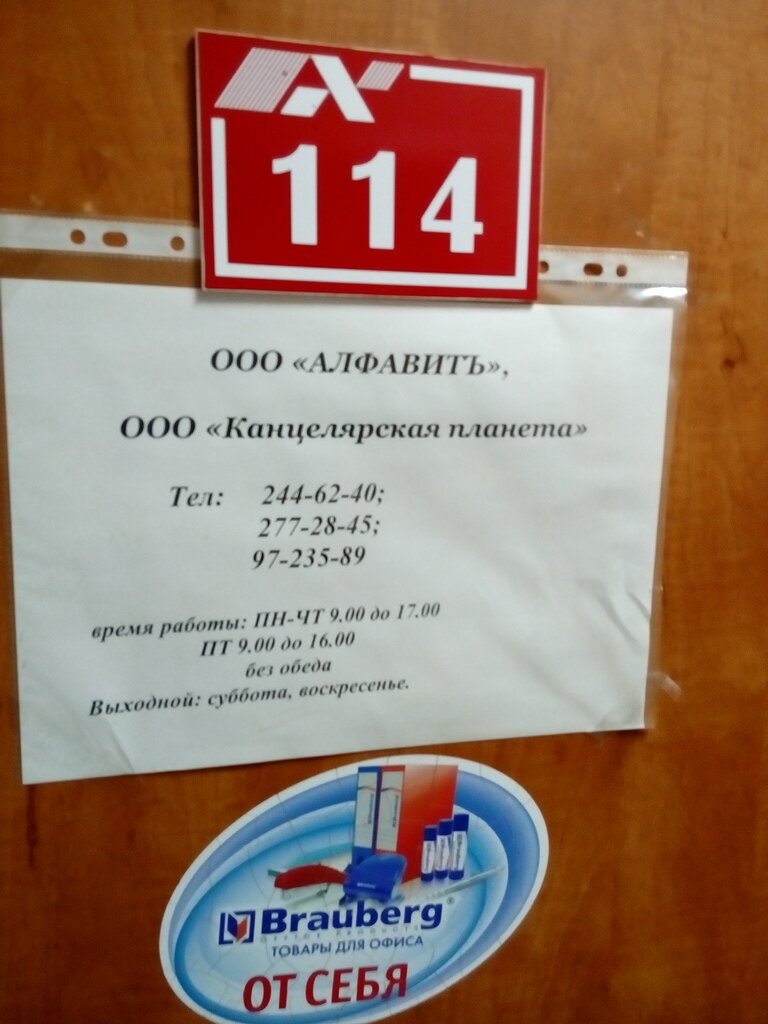 114
ООО «АЛФАВИТЪ»,
ООО «Канцелярская планета»
Тел: 244-62-40;
277-28-45;
97-235-89
время работы: ПН-ЧТ 9.00 до 17.00
ПТ 9.00 до 16.00
без обеда
Выходной: суббота, воскресенье.
Brauberg®
OFFICE PRODUCTS
ТОВАРЫ ДЛЯ ОФИСА
ОТ СЕБЯ